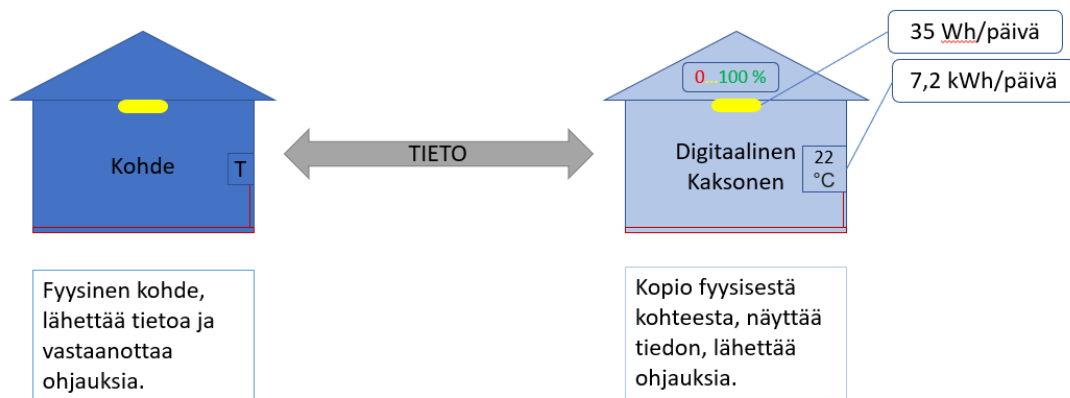 35 Wh/päivä
0...100 %
7,2 kWh/päivä
Kohde
T
TIETO
Digitaalinen
Kaksonen
22
°C
Fyysinen kohde,
lähettää tietoa ja
vastaanottaa
ohjauksia.
Kopio fyysisestä
kohteesta, näyttää
tiedon, lähettää
ohjauksia.